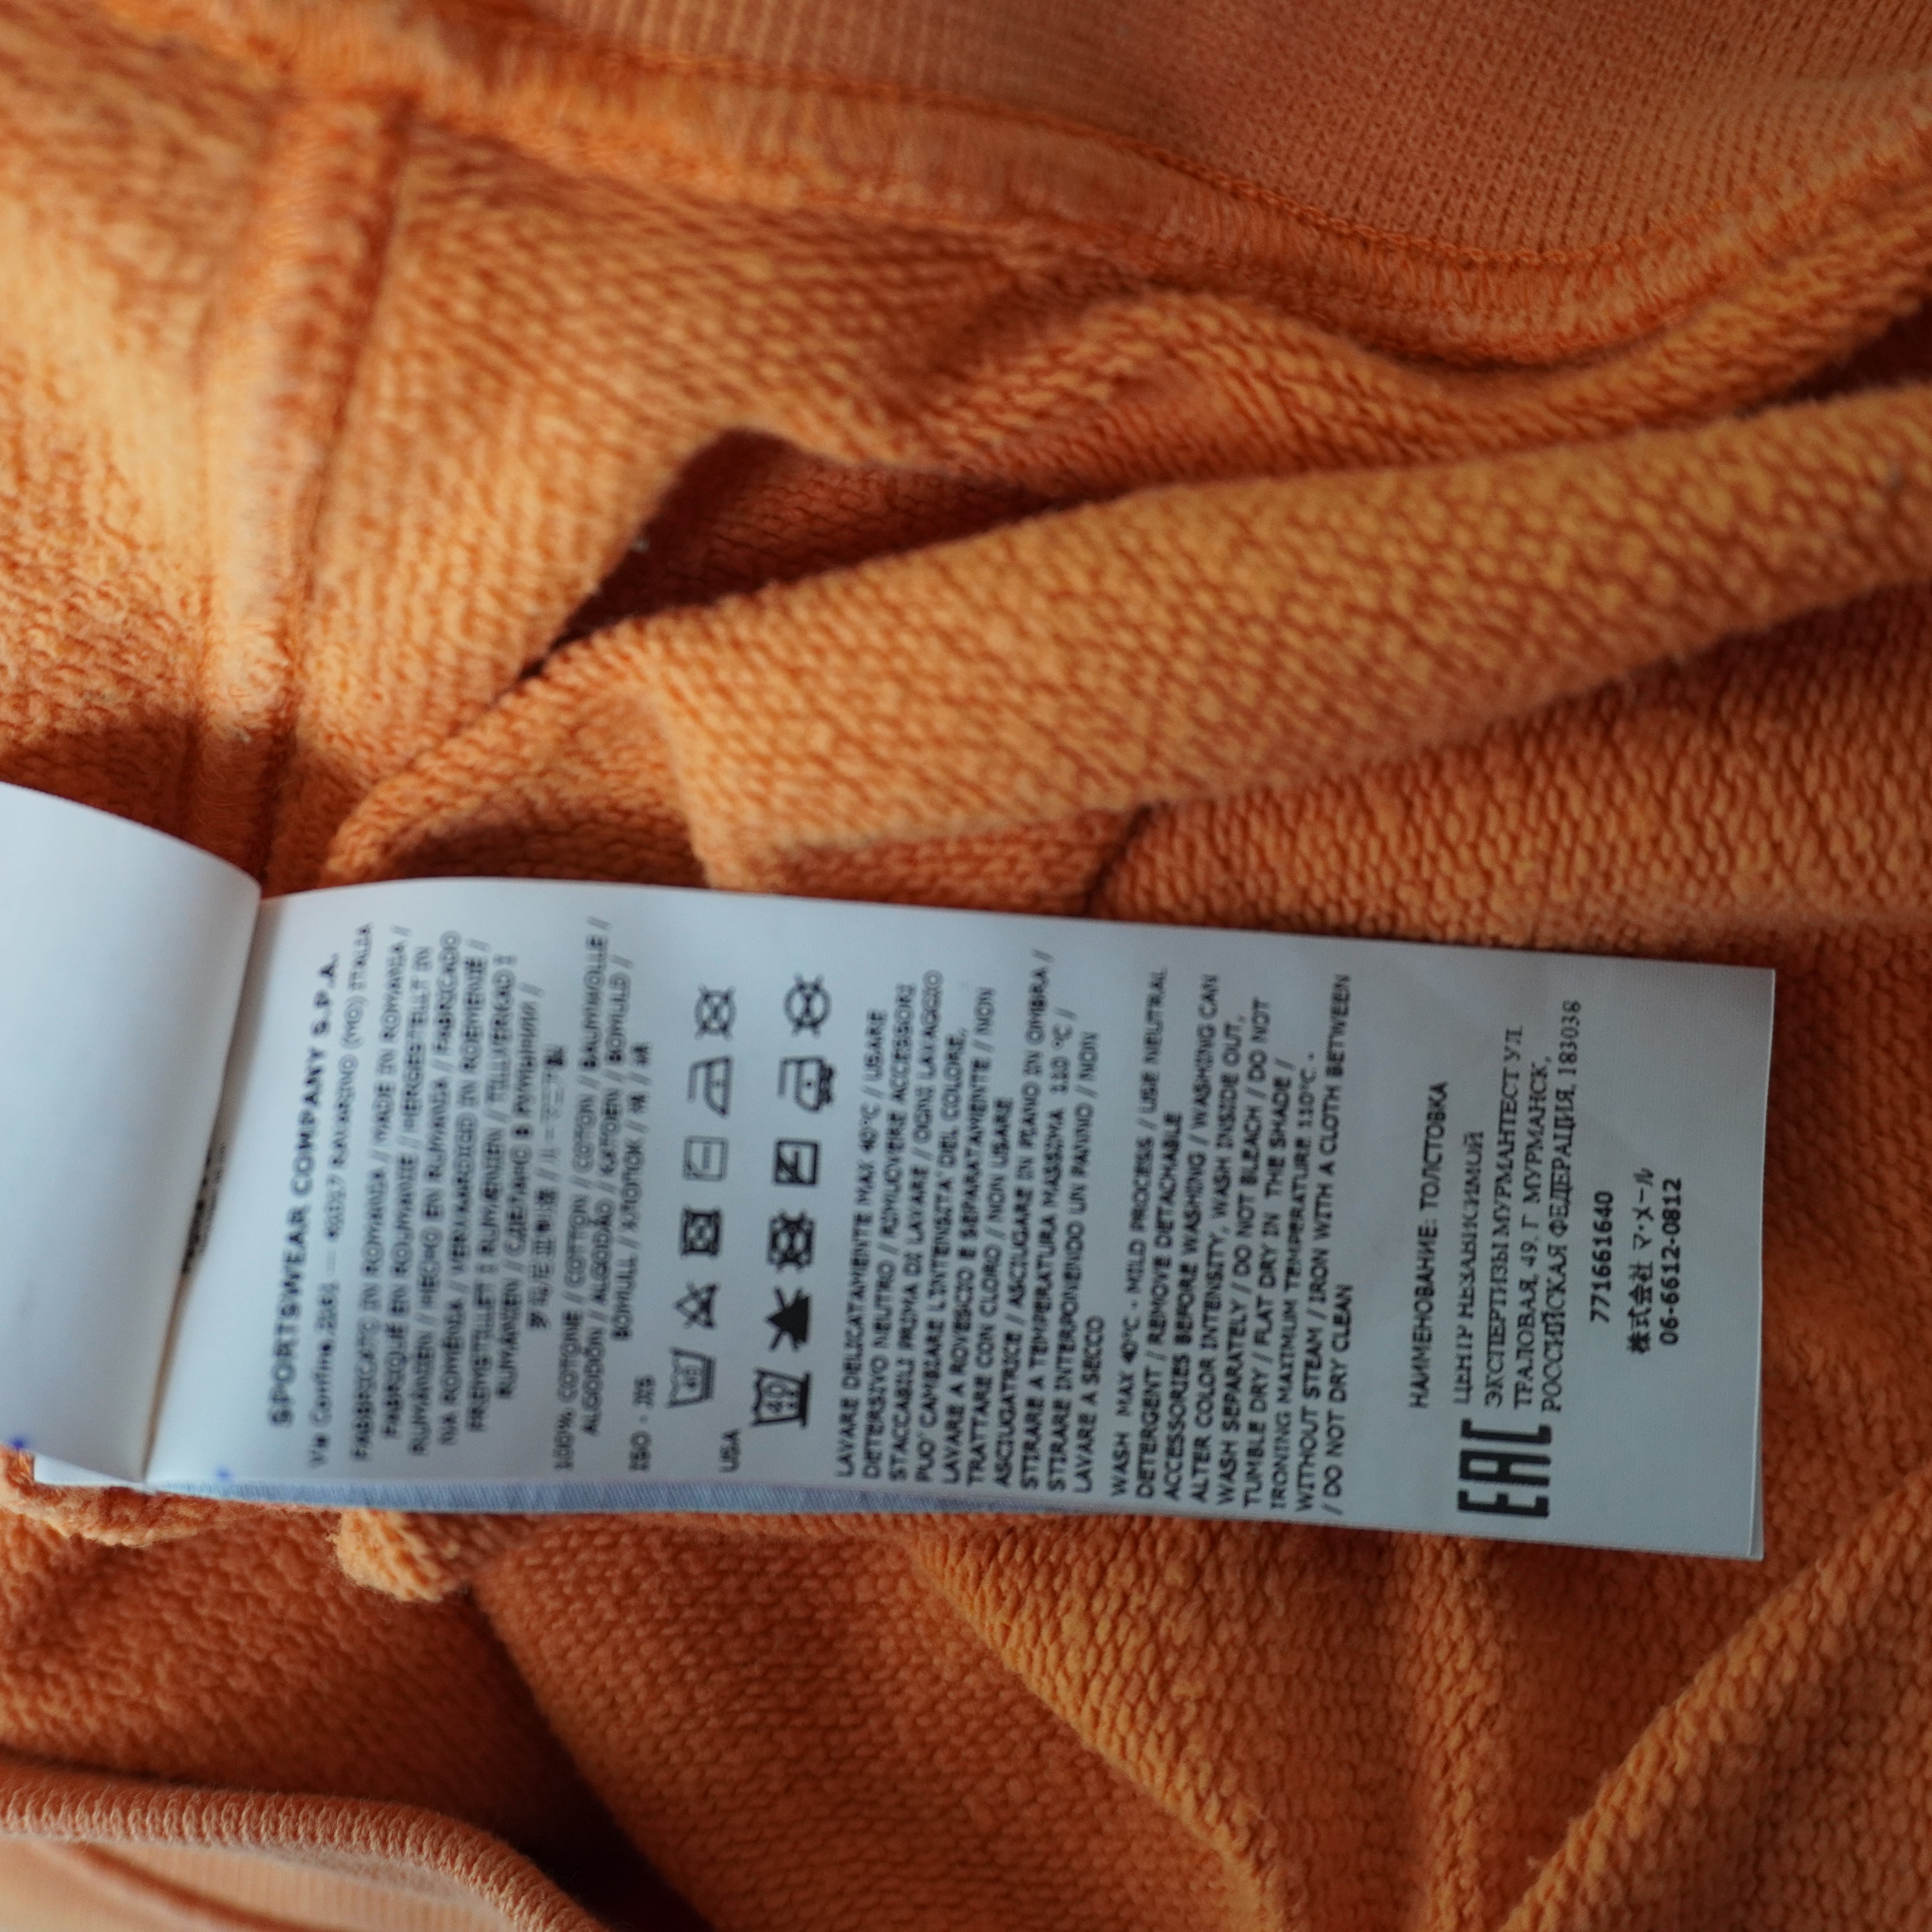 SPORTSWEAR COMPANY S.P.A.
Via Confine, 2161 — 41017 RAVARINO (MO) ITALIA
FABBRICATO IN ROMANIA // MADE IN ROMANIA //
FABRIQUÉ EN ROUMANIE // HERGESTELLT IN
RUMÄNIEN // HECHO EN RUMANIA // FABRICADO
NA ROMÉNIA // VERVAARDIGD IN ROEMENIË //
FREMSTILLET I RUMÆNIEN // TILLVERKAD I
RUMÄNIEN //
100% COTONE // COTTON // COTON // BAUMWOLLE //
ALGODÓN // ALGODÃO // KATOEN // BOMULD //
BOMULL // ХЛОПОК // 棉 // 綿
ISO - JIS
USA
40
LAVARE DELICATAMENTE MAX 40°C // USARE
DETERSIVO NEUTRO // RIMUOVERE ACCESSORI
STACCABILI PRIMA DI LAVARE // OGNI LAVAGGIO
PUO' CAMBIARE L'INTENSITA' DEL COLORE,
LAVARE A ROVESCIO E SEPARATAMENTE // NON
TRATTARE CON CLORO // NON USARE
ASCIUGATRICE // ASCIUGARE IN PIANO IN OMBRA //
STIRARE A TEMPERATURA MASSIMA 110 °C //
STIRARE INTERPONENDO UN PANNO // NON
LAVARE A SECCO
WASH MAX 40°C - MILD PROCESS // USE NEUTRAL
DETERGENT // REMOVE DETACHABLE
ACCESSORIES BEFORE WASHING // WASHING CAN
ALTER COLOR INTENSITY, WASH INSIDE OUT,
WASH SEPARATELY // DO NOT BLEACH // DO NOT
TUMBLE DRY // FLAT DRY IN THE SHADE //
IRONING MAXIMUM TEMPERATURE 110°C -
WITHOUT STEAM // IRON WITH A CLOTH BETWEEN
// DO NOT DRY CLEAN
НАИМЕНОВАНИЕ: ТОЛСТОВКА
EAC
ЦЕНТР НЕЗАВИСИМОЙ
ЭКСПЕРТИЗЫ МУРМАНТЕСТ УЛ.
ТРАЛОВАЯ, 49, Г МУРМАНСК,
РОССИЙСКАЯ ФЕДЕРАЦИЯ, 183038
771661640
株式会社 マ・メール
06-6612-0812